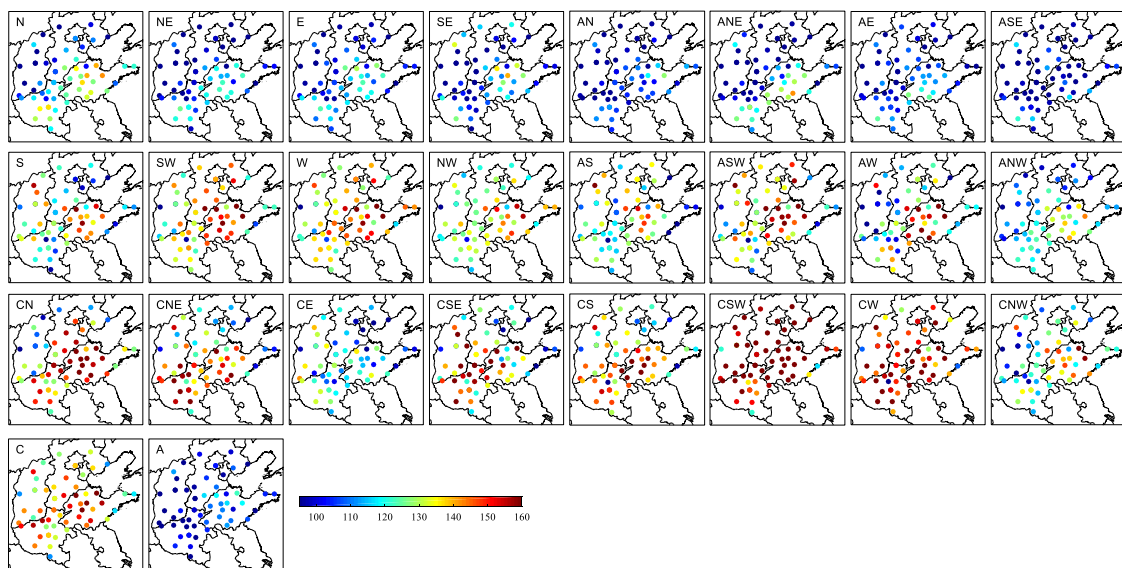 N NE E SE AN ANE AE ASE
S SW W NW AS ASW AW ANW
CN CNE CE CSE CS CSW CW CNW
C A
100 110 120 130 140 150 160